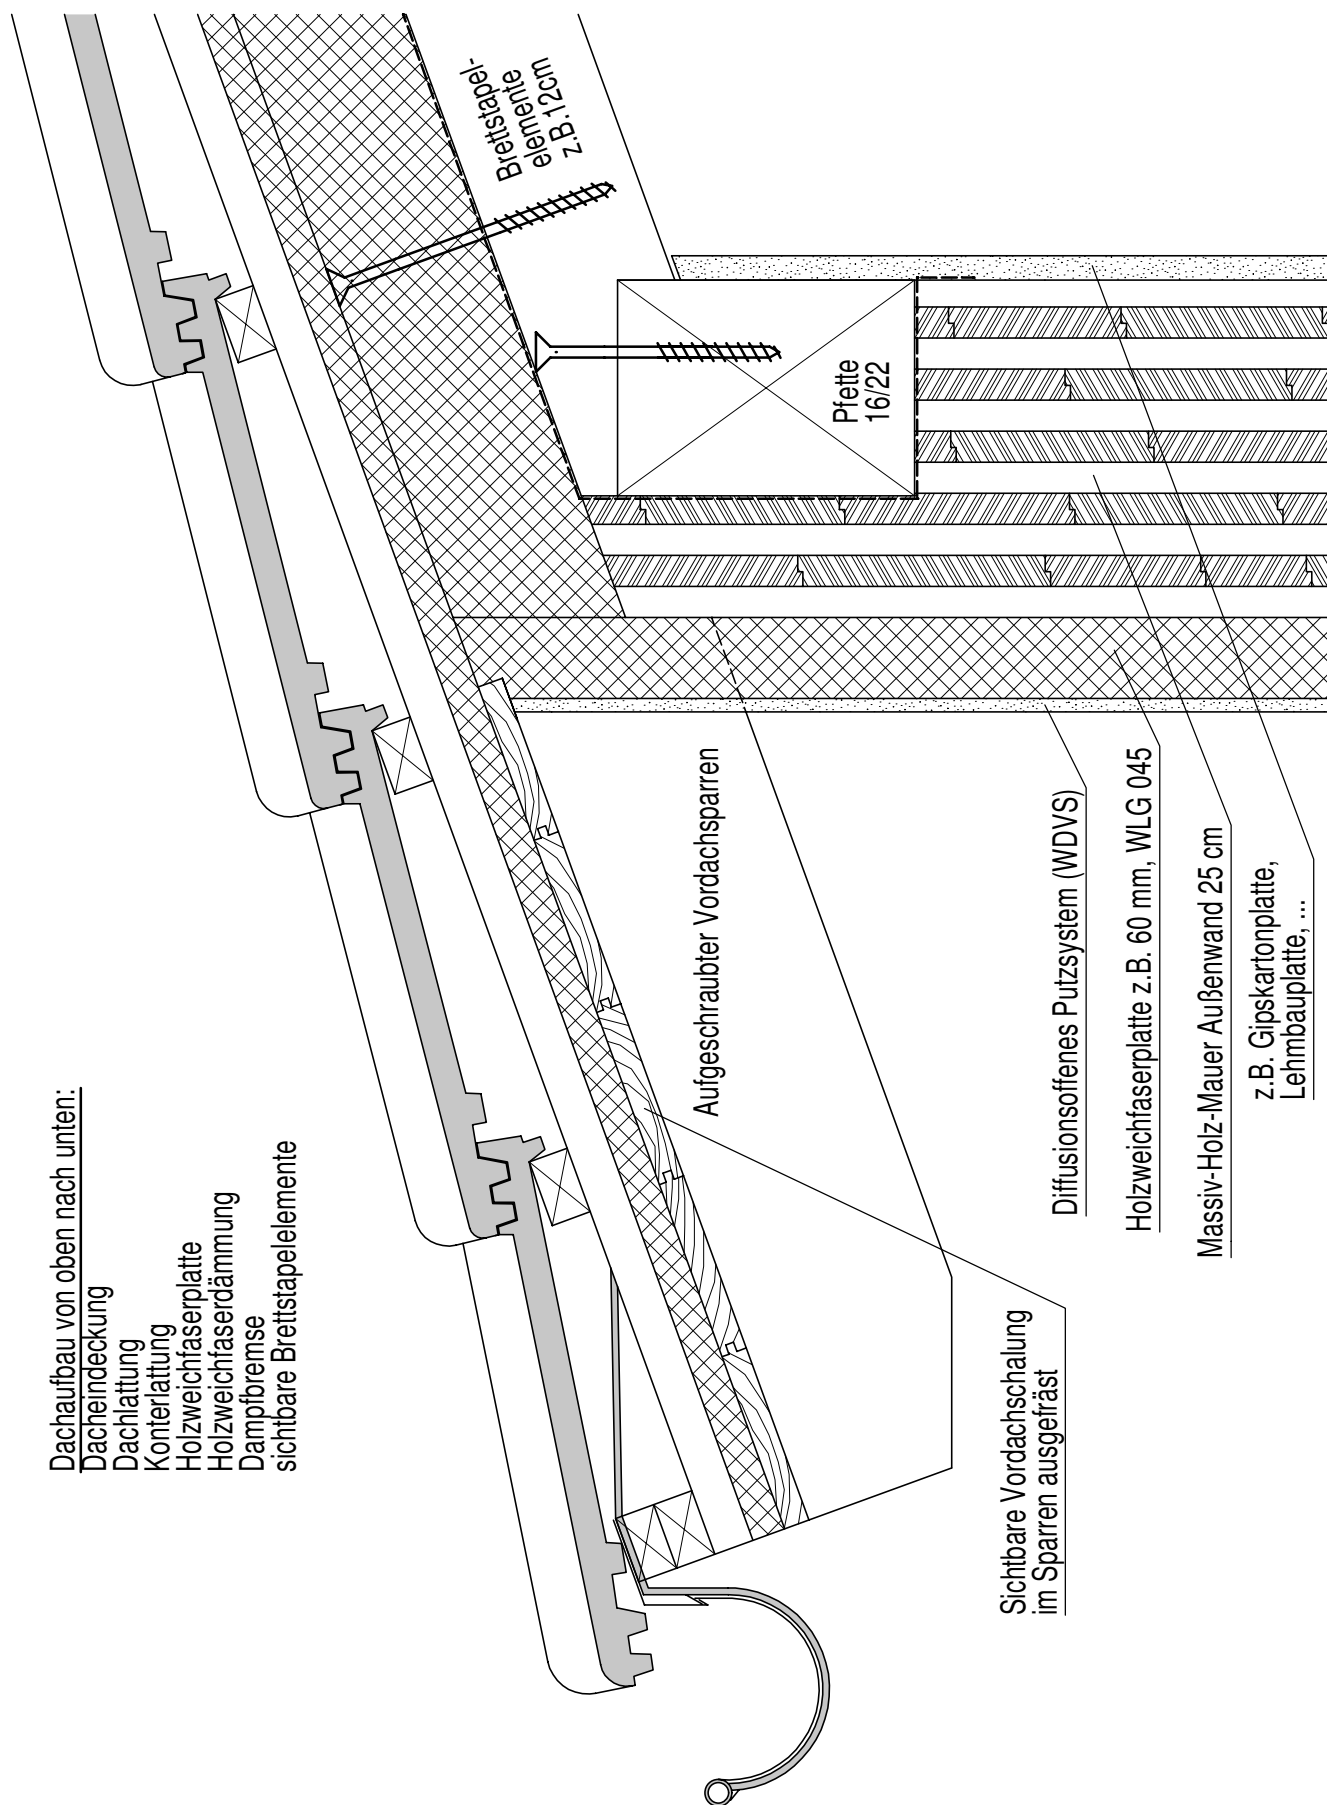 Dachaufbau von oben nach unten:
Dacheindeckung
Dachlattung
Konterlattung
Holzweichfaserplatte
Holzweichfaserdämmung
Dampfbremse
sichtbare Brettstapelelemente
Brettstapel-
elemente
z.B.12cm
Pfette
16/22
Aufgeschraubter Vordachsparren
Sichtbare Vordachschalung
im Sparren ausgefräst
Diffusionsoffenes Putzsystem (WDVS)
Holzweichfaserplatte z.B. 60 mm, WLG 045
Massiv-Holz-Mauer Außenwand 25 cm
z.B. Gipskartonplatte,
Lehmbauplatte, ...